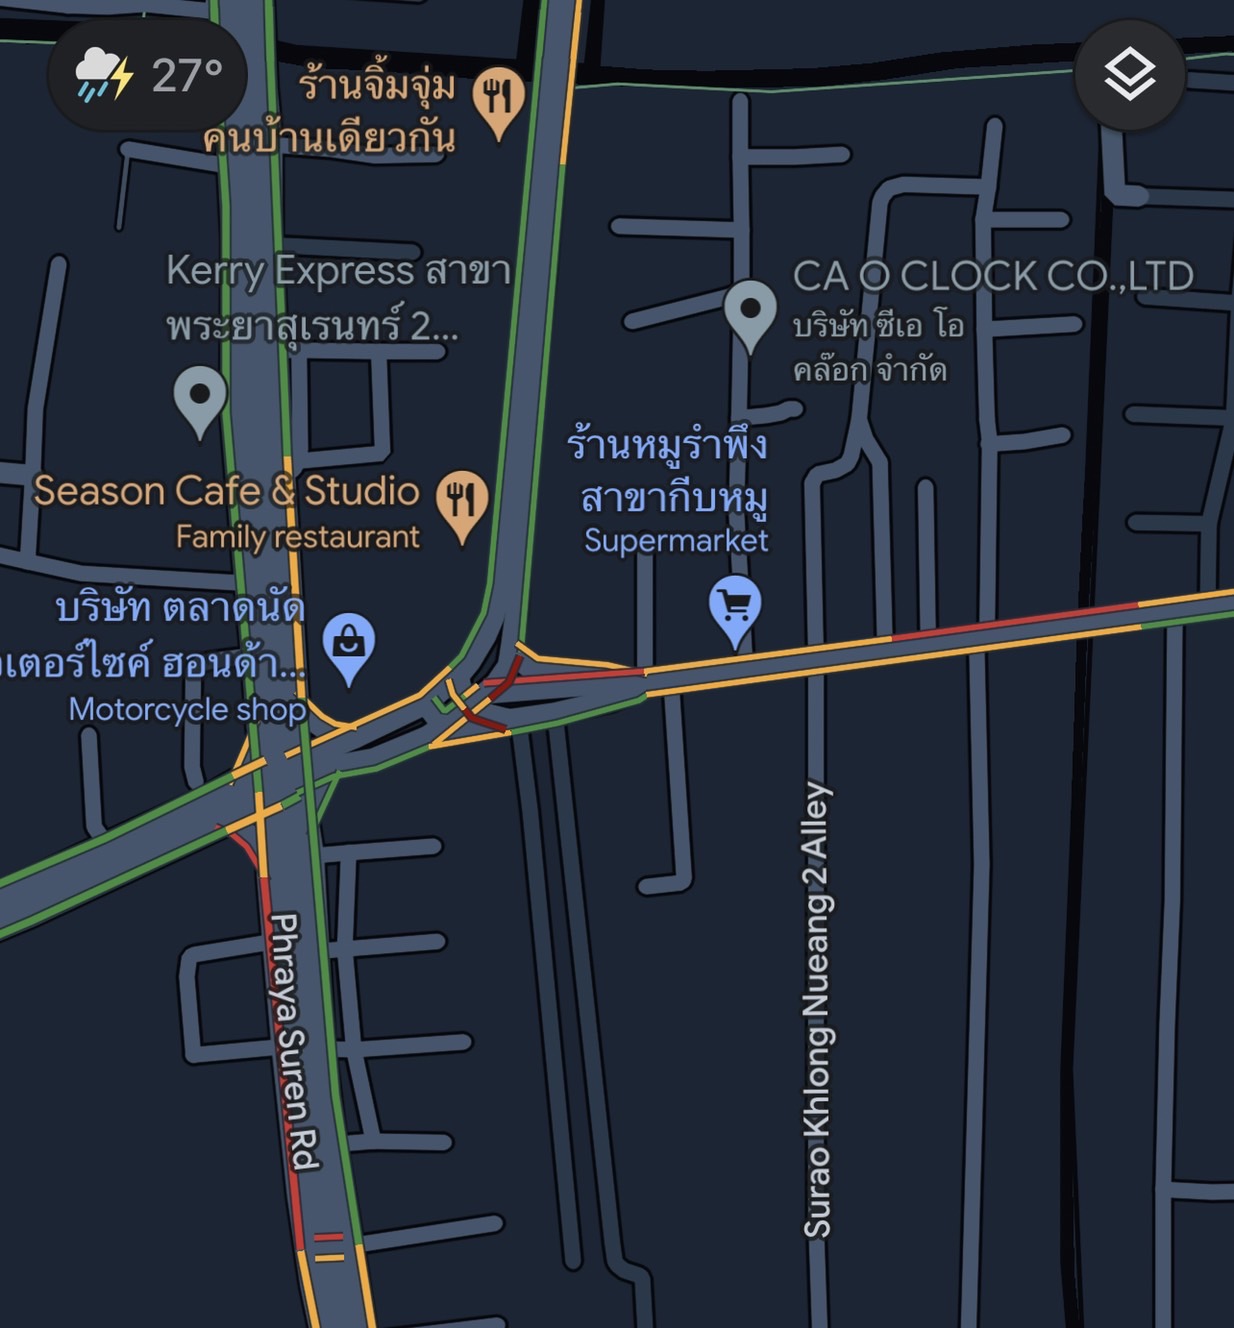 27°
ร้านจิ้มจุ่ม
คนบ้านเดียวกัน
Kerry Express สาขา
พระยาสุเรนทร์ 2...
CA O CLOCK CO.,LTD
บริษัท ซีเอ โอ
คล๊อก จำกัด
ร้านหมูรำพึง
สาขากีบหมู
Supermarket
Season Cafe & Studio
Family restaurant
บริษัท ตลาดนัด
อเตอร์ไซค์ ฮอนด้า...
Motorcycle shop
Phraya Suren Rd
Surao Khlong Nueang 2 Alley